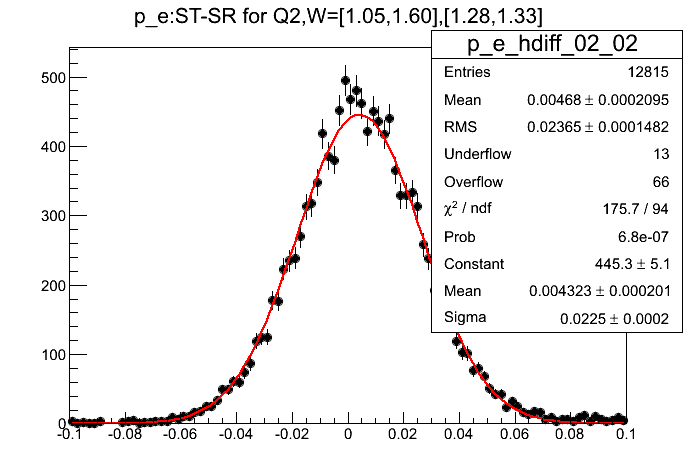 p_e:ST-SR for Q2,W=[1.05,1.60],[1.28,1.33]
p_e_hdiff_02_02
Entries 12815
Mean 0.00468 ± 0.0002095
RMS 0.02365 ± 0.0001482
Underflow 13
Overflow 66
χ² / ndf 175.7 / 94
Prob 6.8e-07
Constant 445.3 ± 5.1
Mean 0.004323 ± 0.000201
Sigma 0.0225 ± 0.0002
500
400
300
200
100
0
-0.1 -0.08 -0.06 -0.04 -0.02 0 0.02 0.04 0.06 0.08 0.1